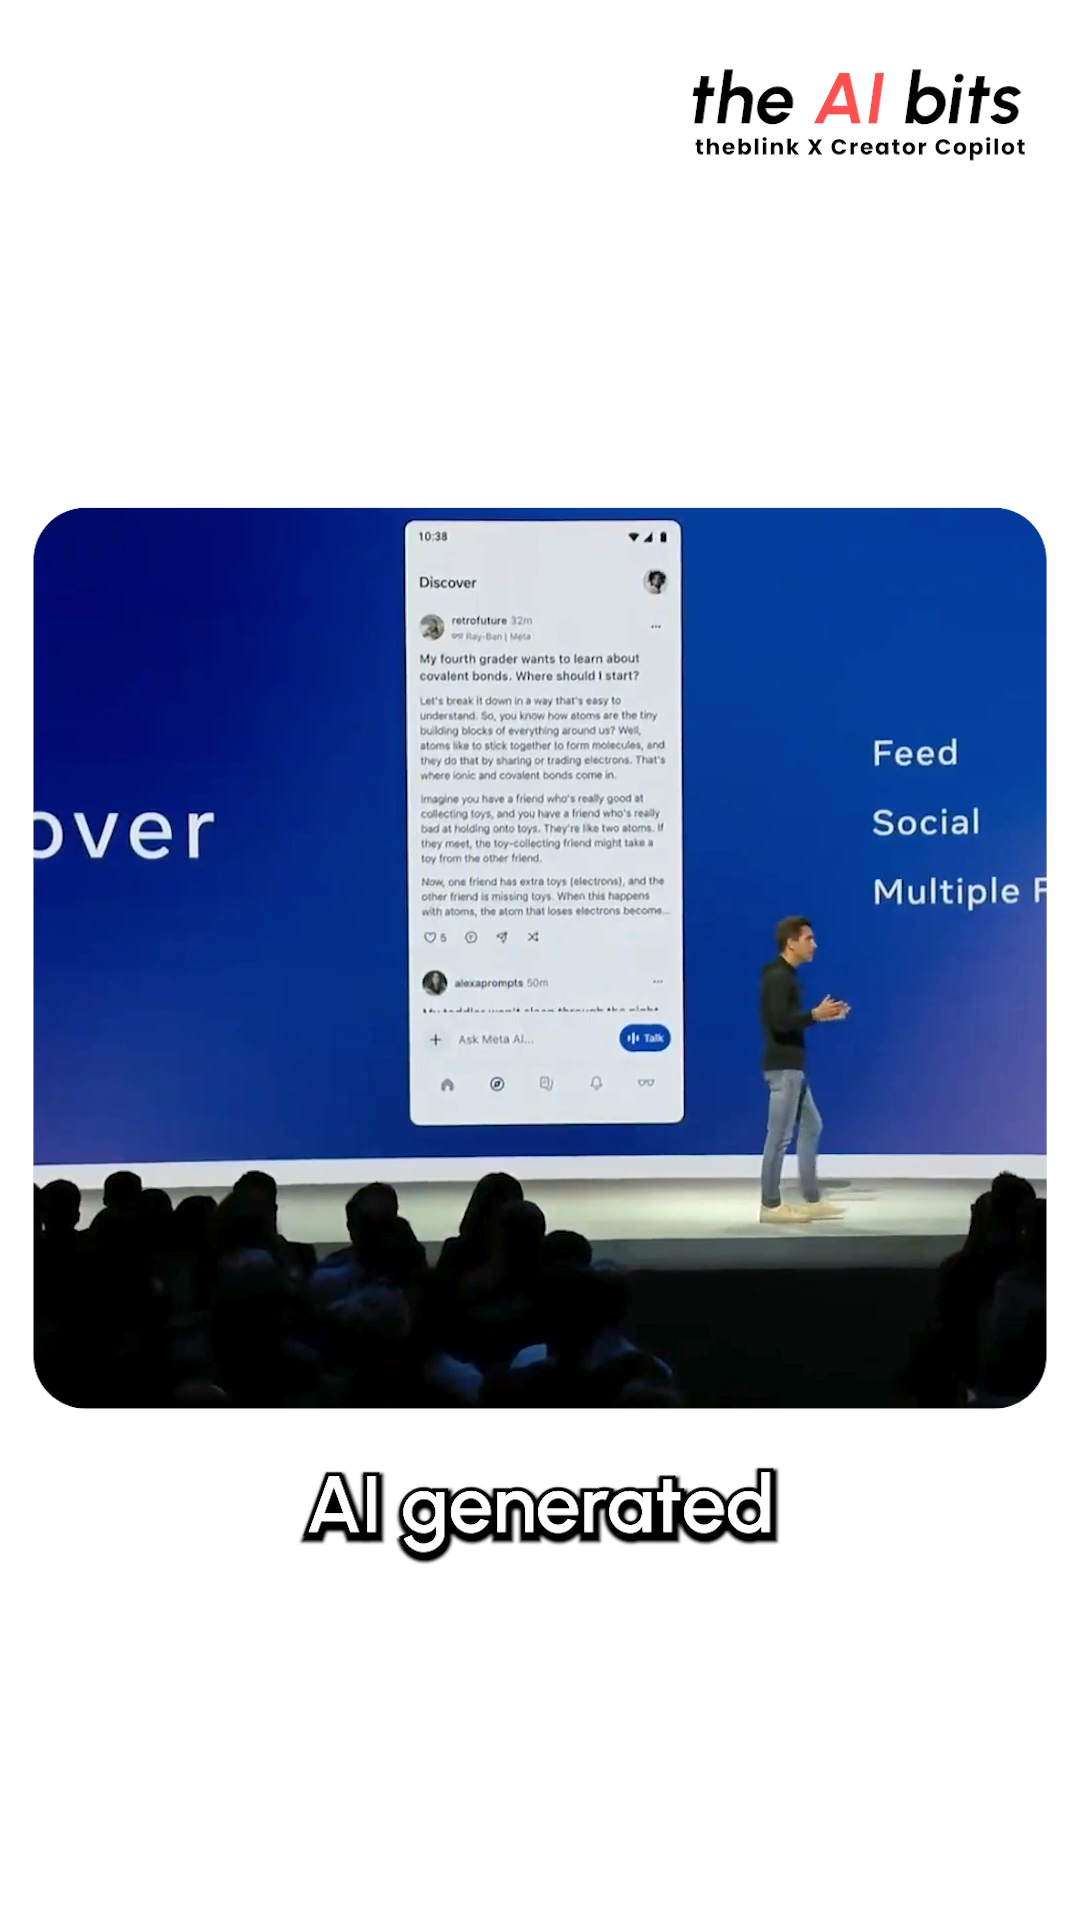 the AI bits
theblink X Creator Copilot
over
10:38
Discover
retrofuture 32m
Ray-Ban | Meta
My fourth grader wants to learn about
covalent bonds. Where should I start?
Let's break it down in a way that's easy to
understand. So, you know how atoms are the tiny
building blocks of everything around us? Well,
atoms like to stick together to form molecules, and
they do that by sharing or trading electrons. That's
where ionic and covalent bonds come in.
Imagine you have a friend who's really good at
collecting toys, and you have a friend who's really
bad at holding onto toys. They're like two atoms. If
they meet, the toy-collecting friend might take a
toy from the other friend.
Now, one friend has extra toys (electrons), and the
other friend is missing toys. When this happens
with atoms, the atom that loses electrons become...
5
alexaprompts 50m
My toddler won't sleep through the night
Ask Meta AI...
Talk
Feed
Social
Multiple F
AI generated